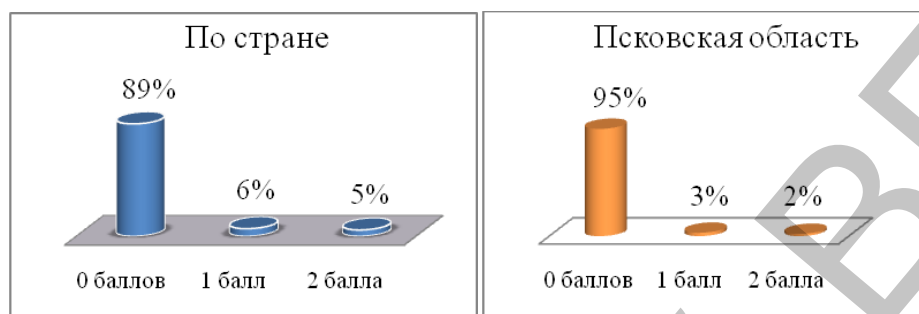 По стране
89%
6%
5%
0 баллов 1 балл 2 балла
Псковская область
95%
3%
2%
0 баллов 1 балл 2 балла